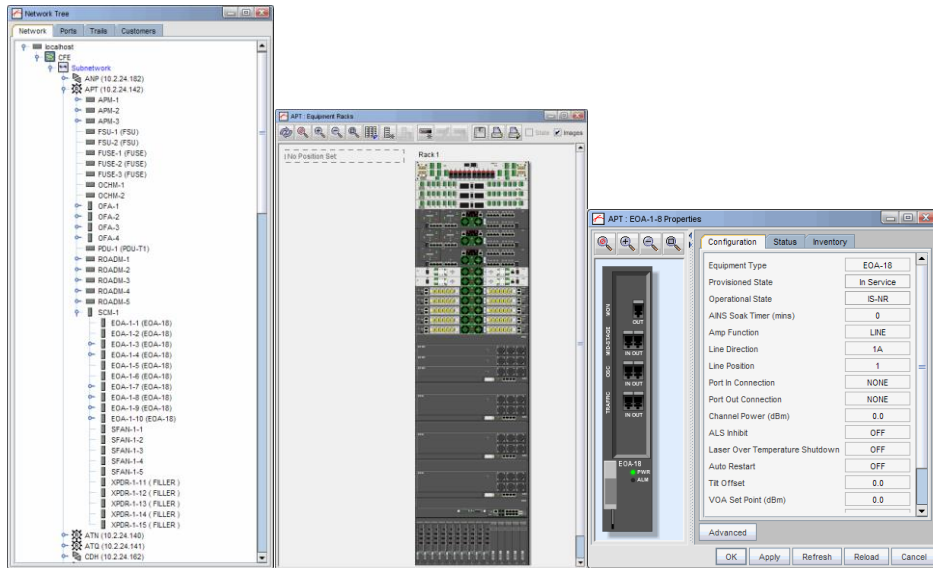 Network Tree
Network Ports Trails Customers
localhost
CFE
Subnetwork
ANP (10.2.24.182)
APT (10.2.24.142)
APM-1
APM-2
APM-3
FSU-1 (FSU)
FSU-2 (FSU)
FUSE-1 (FUSE)
FUSE-2 (FUSE)
FUSE-3 (FUSE)
OCHM-1
OCHM-2
OFA-1
OFA-2
OFA-3
OFA-4
PDU-1 (PDU-T1)
ROADM-1
ROADM-2
ROADM-3
ROADM-4
ROADM-5
SCM-1
EOA-1-1 (EOA-18)
EOA-1-2 (EOA-18)
EOA-1-3 (EOA-18)
EOA-1-4 (EOA-18)
EOA-1-5 (EOA-18)
EOA-1-6 (EOA-18)
EOA-1-7 (EOA-18)
EOA-1-8 (EOA-18)
EOA-1-9 (EOA-18)
EOA-1-10 (EOA-18)
SFAN-1-1
SFAN-1-2
SFAN-1-3
SFAN-1-4
SFAN-1-5
XPDR-1-11 ( FILLER )
XPDR-1-12 ( FILLER )
XPDR-1-13 ( FILLER )
XPDR-1-14 ( FILLER )
XPDR-1-15 ( FILLER )
ATN (10.2.24.140)
ATQ (10.2.24.141)
CDH (10.2.24.162)
APT : Equipment Racks
State Images
No Position Set
Rack 1
APT : EOA-1-8 Properties
MON
OUT
MID-STAGE
IN OUT
OSC
IN OUT
TRAFFIC
IN OUT
EOA-18
PWR
ALM
Configuration Status Inventory
Equipment Type EOA-18
Provisioned State In Service
Operational State IS-NR
AINS Soak Timer (mins) 0
Amp Function LINE
Line Direction 1A
Line Position 1
Port In Connection NONE
Port Out Connection NONE
Channel Power (dBm) 0.0
ALS Inhibit OFF
Laser Over Temperature Shutdown OFF
Auto Restart OFF
Tilt Offset 0.0
VOA Set Point (dBm) 0.0
Advanced
OK Apply Refresh Reload Cancel